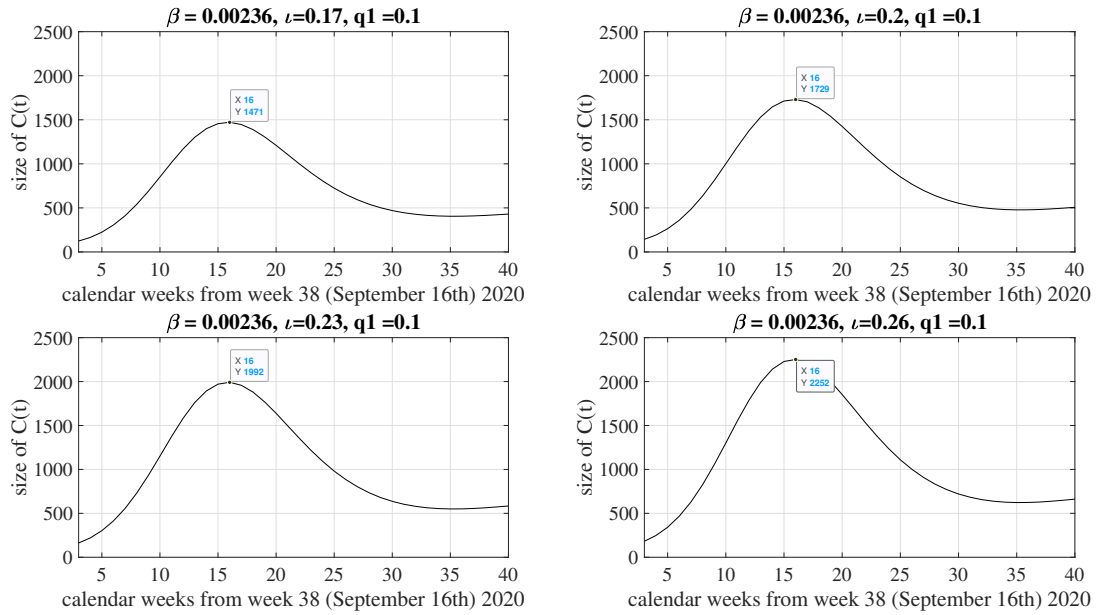 β = 0.00236, ι=0.17, q1 =0.1
2500
2000
1500
1000
500
0
size of C(t)
X 16
Y 1471
5 10 15 20 25 30 35 40
calendar weeks from week 38 (September 16th) 2020
β = 0.00236, ι=0.2, q1 =0.1
2500
2000
1500
1000
500
0
size of C(t)
X 16
Y 1729
5 10 15 20 25 30 35 40
calendar weeks from week 38 (September 16th) 2020
β = 0.00236, ι=0.23, q1 =0.1
2500
2000
1500
1000
500
0
size of C(t)
X 16
Y 1992
5 10 15 20 25 30 35 40
calendar weeks from week 38 (September 16th) 2020
β = 0.00236, ι=0.26, q1 =0.1
2500
2000
1500
1000
500
0
size of C(t)
X 16
Y 2252
5 10 15 20 25 30 35 40
calendar weeks from week 38 (September 16th) 2020